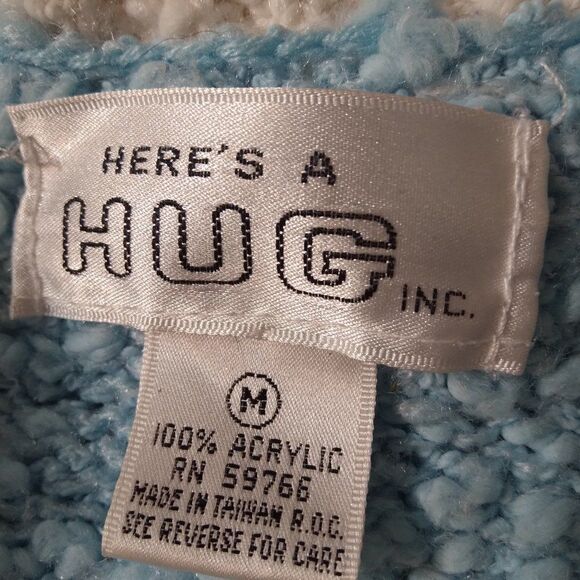 HERE'S A
HUG INC.
M
100% ACRYLIC
RN 59766
MADE IN TAIWAN R.O.C.
SEE REVERSE FOR CARE